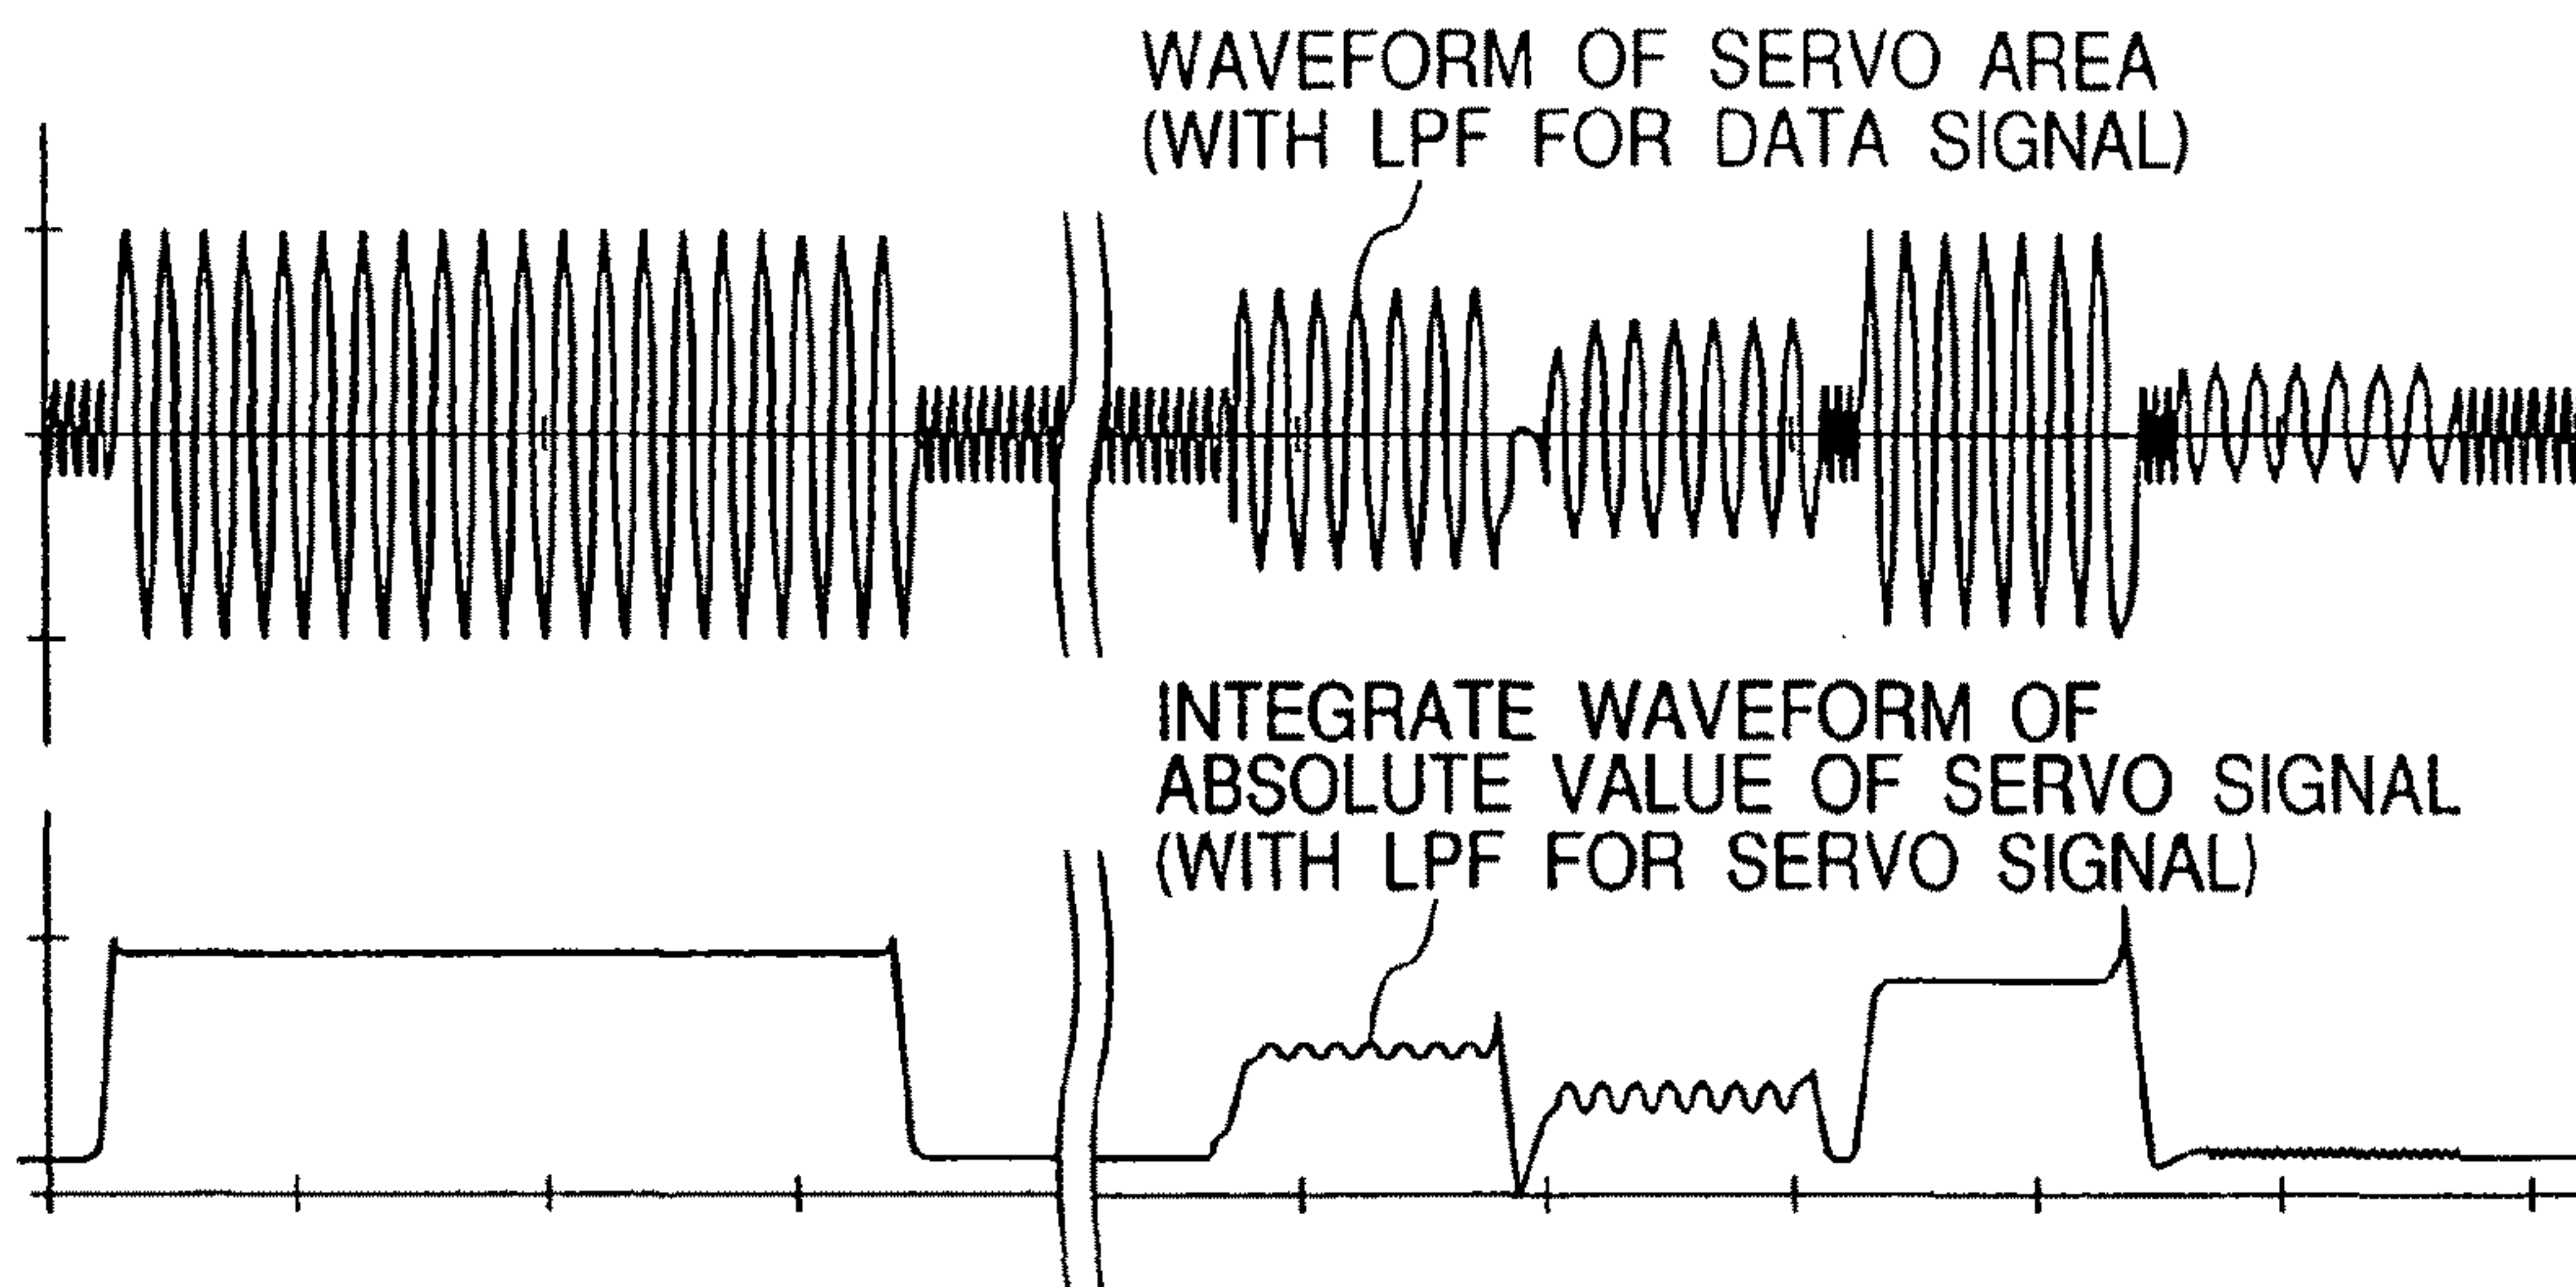 WAVEFORM OF SERVO AREA
(WITH LPF FOR DATA SIGNAL)
INTEGRATE WAVEFORM OF
ABSOLUTE VALUE OF SERVO SIGNAL
(WITH LPF FOR SERVO SIGNAL)